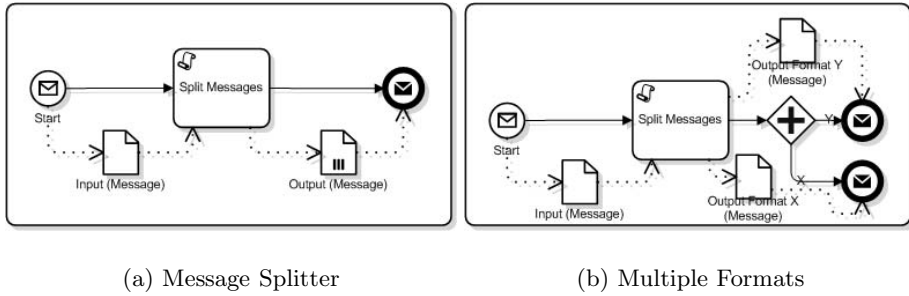 Split Messages
Start
Input (Message)
Output (Message)
(a) Message Splitter
Output Format Y
(Message)
Split Messages
Y
Start
X
Input (Message)
Output Format X
(Message)
(b) Multiple Formats